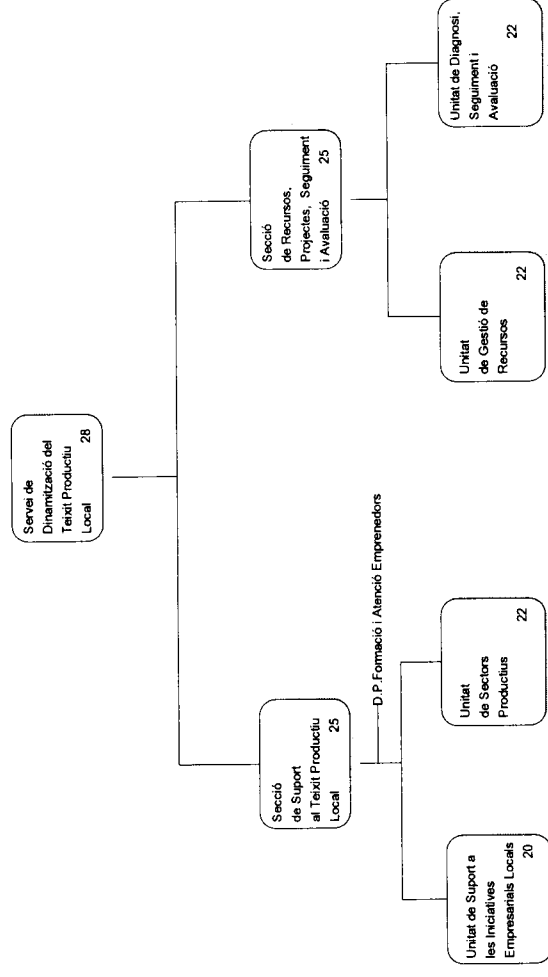 Servei de
Dinamització del
Teixit Productiu
Local 28
Secció
de Suport
al Teixit Productiu
Local 25
Secció
de Recursos,
Projectes, Seguiment
i Avaluació 25
D.P.Formació i Atenció Emprenedors
Unitat de Suport a
les Iniciatives
Empresarials Locals
20
Unitat
de Sectors
Productius
22
Unitat
de Gestió de
Recursos
22
Unitat de Diagnosi,
Seguiment i
Avaluació
22